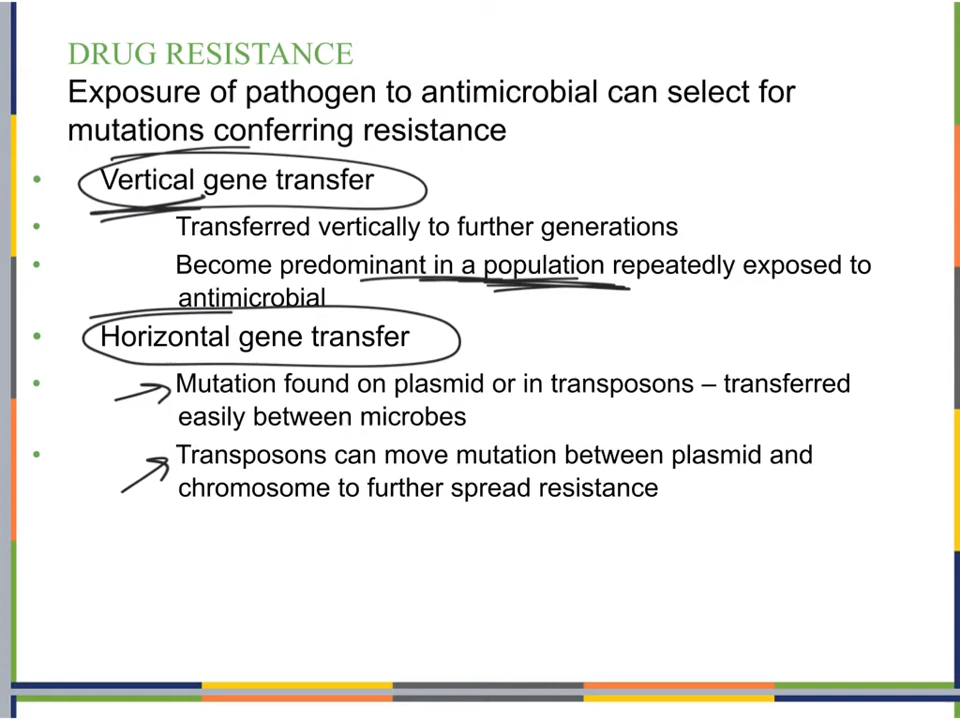 DRUG RESISTANCE
Exposure of pathogen to antimicrobial can select for
mutations conferring resistance
• Vertical gene transfer
• Transferred vertically to further generations
• Become predominant in a population repeatedly exposed to
antimicrobial
• Horizontal gene transfer
• Mutation found on plasmid or in transposons – transferred
easily between microbes
• Transposons can move mutation between plasmid and
chromosome to further spread resistance